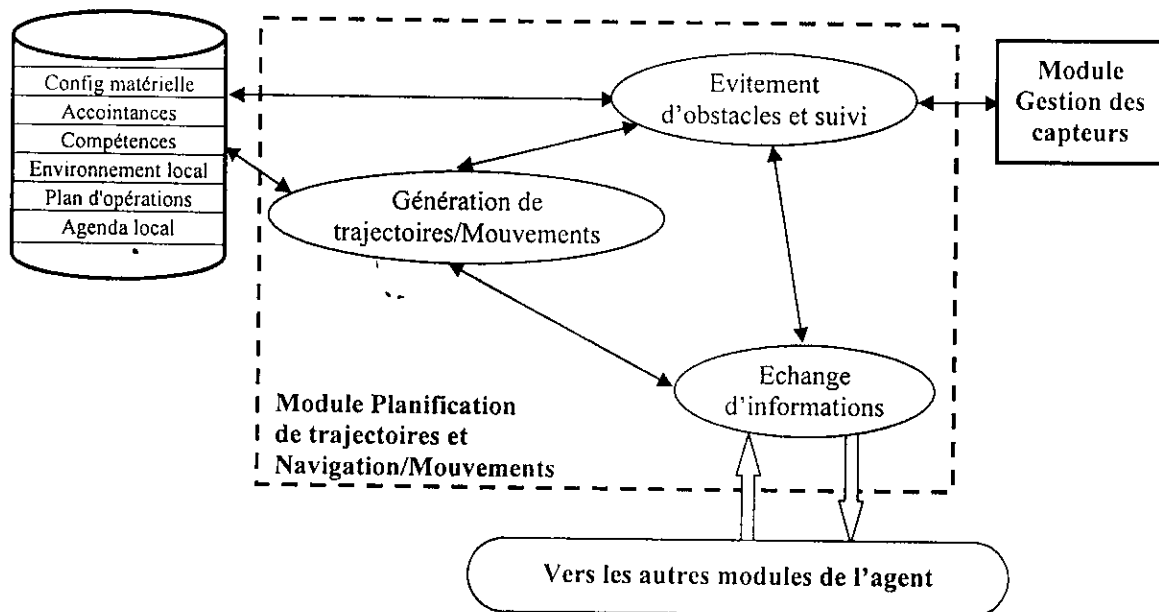 Config matérielle
Accointances
Compétences
Environnement local
Plan d'opérations
Agenda local
Evitement
d'obstacles et suivi
Module
Gestion des
capteurs
Génération de
trajectoires/Mouvements
Echange
d'informations
Module Planification
de trajectoires et
Navigation/Mouvements
Vers les autres modules de l'agent